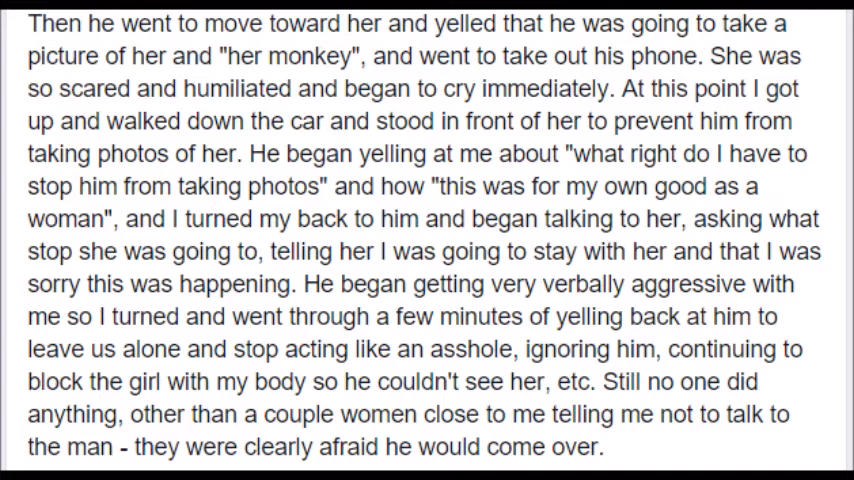 Then he went to move toward her and yelled that he was going to take a
picture of her and "her monkey", and went to take out his phone. She was
so scared and humiliated and began to cry immediately. At this point I got
up and walked down the car and stood in front of her to prevent him from
taking photos of her. He began yelling at me about "what right do I have to
stop him from taking photos" and how "this was for my own good as a
woman", and I turned my back to him and began talking to her, asking what
stop she was going to, telling her I was going to stay with her and that I was
sorry this was happening. He began getting very verbally aggressive with
me so I turned and went through a few minutes of yelling back at him to
leave us alone and stop acting like an asshole, ignoring him, continuing to
block the girl with my body so he couldn't see her, etc. Still no one did
anything, other than a couple women close to me telling me not to talk to
the man - they were clearly afraid he would come over.